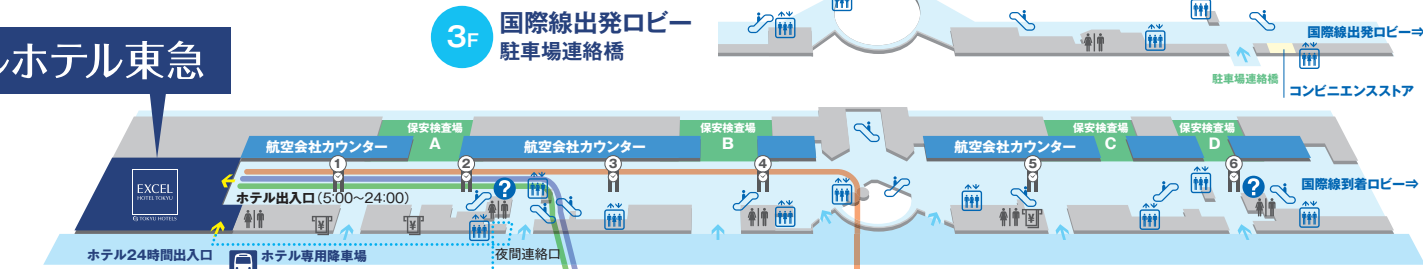 3F
国際線出発ロビー
駐車場連絡橋
国際線出発ロビー⇒
駐車場連絡橋
コンビニエンスストア
ルホテル東急
航空会社カウンター
保安検査場
A
航空会社カウンター
保安検査場
B
航空会社カウンター
保安検査場
C
保安検査場
D
1
2
3
4
5
6
EXCEL
HOTEL TOKYU
TOKYU HOTELS
ホテル出入口(5:00~24:00)
?
?
国際線到着ロビー⇒
¥
¥
¥
ホテル24時間出入口
ホテル専用降車場
夜間連絡口